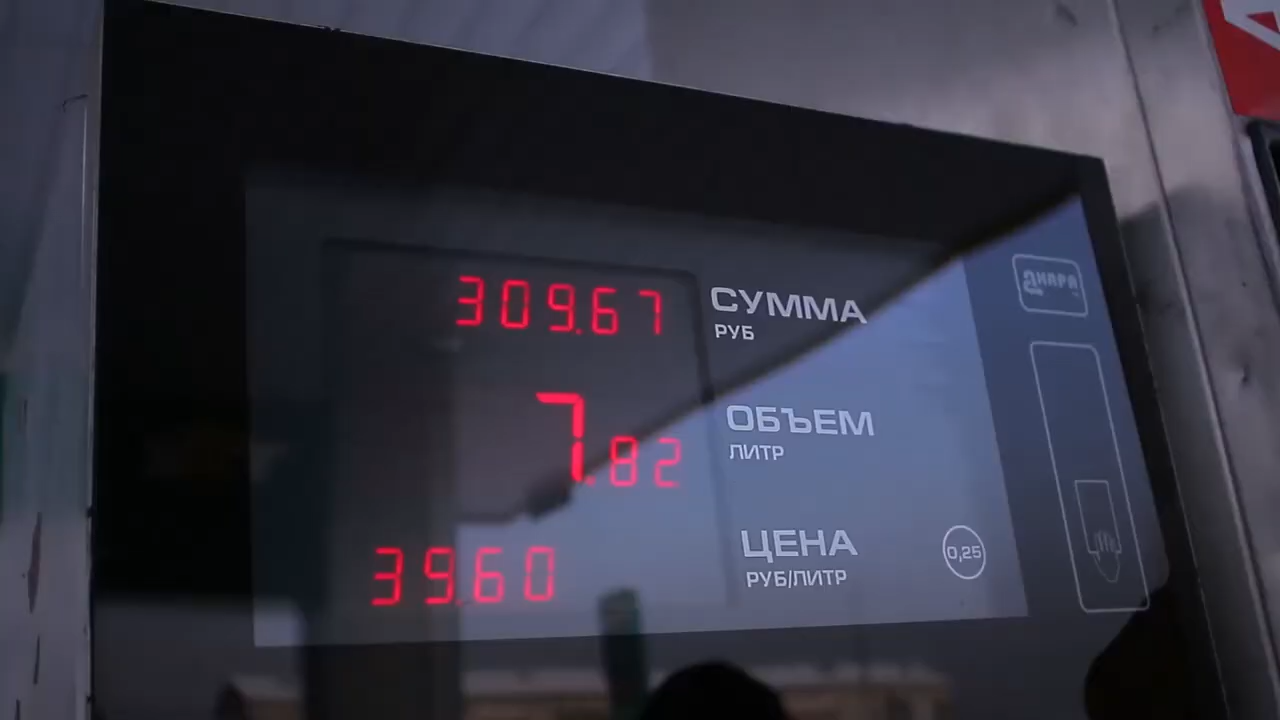 309.67 СУММА
РУБ
7.82 ОБЪЕМ
ЛИТР
39.60 ЦЕНА
РУБ/ЛИТР
0,25